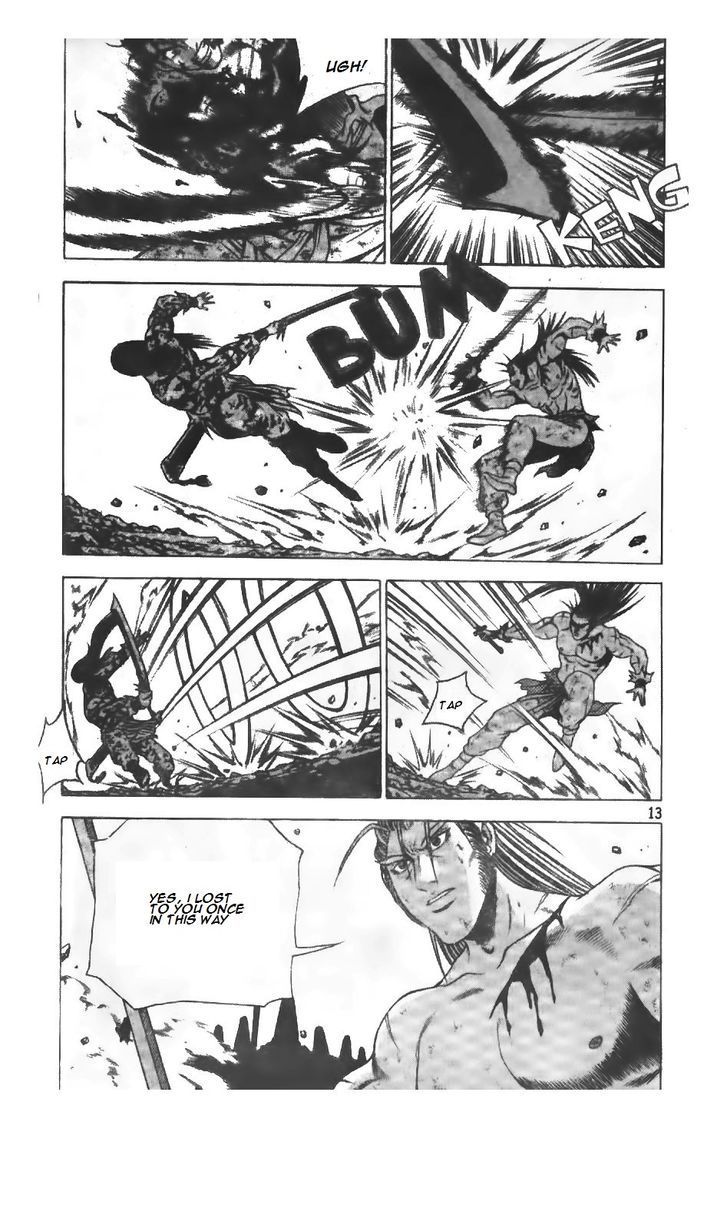 UGH!
KENG
BUM
TAP
TAP
13
YES, I LOST
TO YOU ONCE
IN THIS WAY